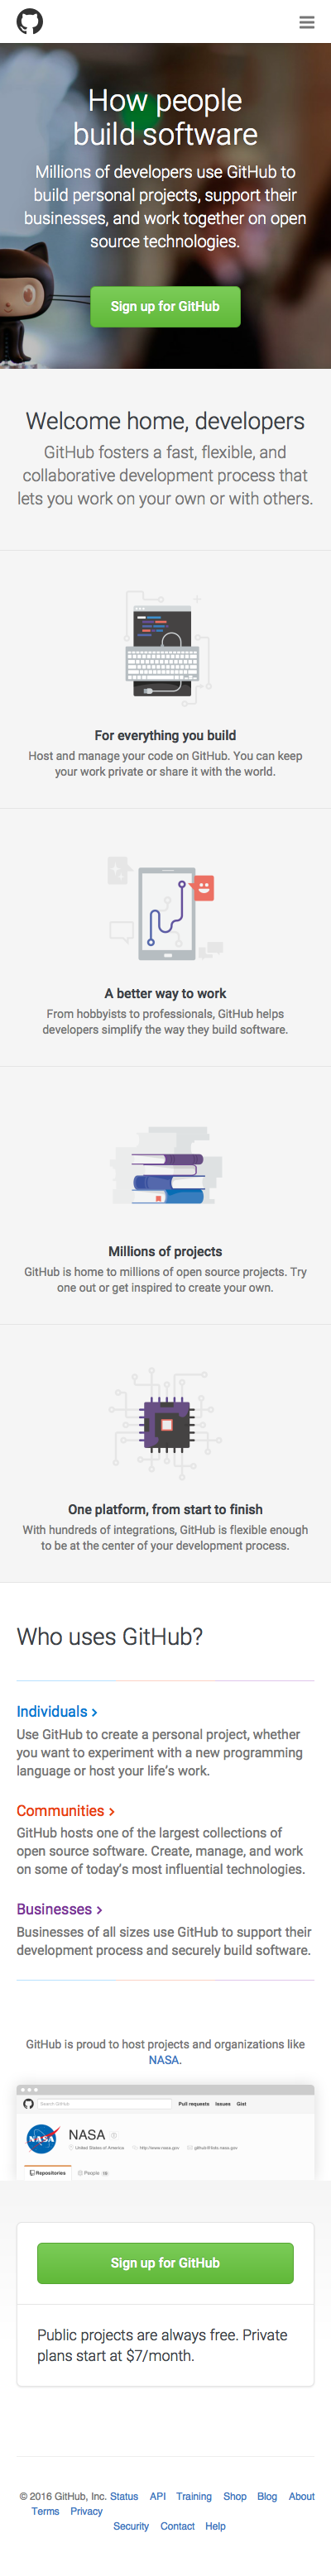 How people
build software
Millions of developers use GitHub to
build personal projects, support their
businesses, and work together on open
source technologies.
Sign up for GitHub
Welcome home, developers
GitHub fosters a fast, flexible, and
collaborative development process that
lets you work on your own or with others.
For everything you build
Host and manage your code on GitHub. You can keep
your work private or share it with the world.
A better way to work
From hobbyists to professionals, GitHub helps
developers simplify the way they build software.
Millions of projects
GitHub is home to millions of open source projects. Try
one out or get inspired to create your own.
One platform, from start to finish
With hundreds of integrations, GitHub is flexible enough
to be at the center of your development process.
Who uses GitHub?
Individuals
Use GitHub to create a personal project, whether
you want to experiment with a new programming
language or host your life’s work.
Communities
GitHub hosts one of the largest collections of
open source software. Create, manage, and work
on some of today’s most influential technologies.
Businesses
Businesses of all sizes use GitHub to support their
development process and securely build software.
GitHub is proud to host projects and organizations like
NASA.
Search GitHub Pull requests Issues Gist
NASA NASA
United States of America http://www.nasa.gov
Repositories People
Sign up for GitHub
Public projects are always free. Private
plans start at $7/month.
© 2016 GitHub, Inc. Status API Training Shop Blog About
Terms Privacy
Security Contact Help